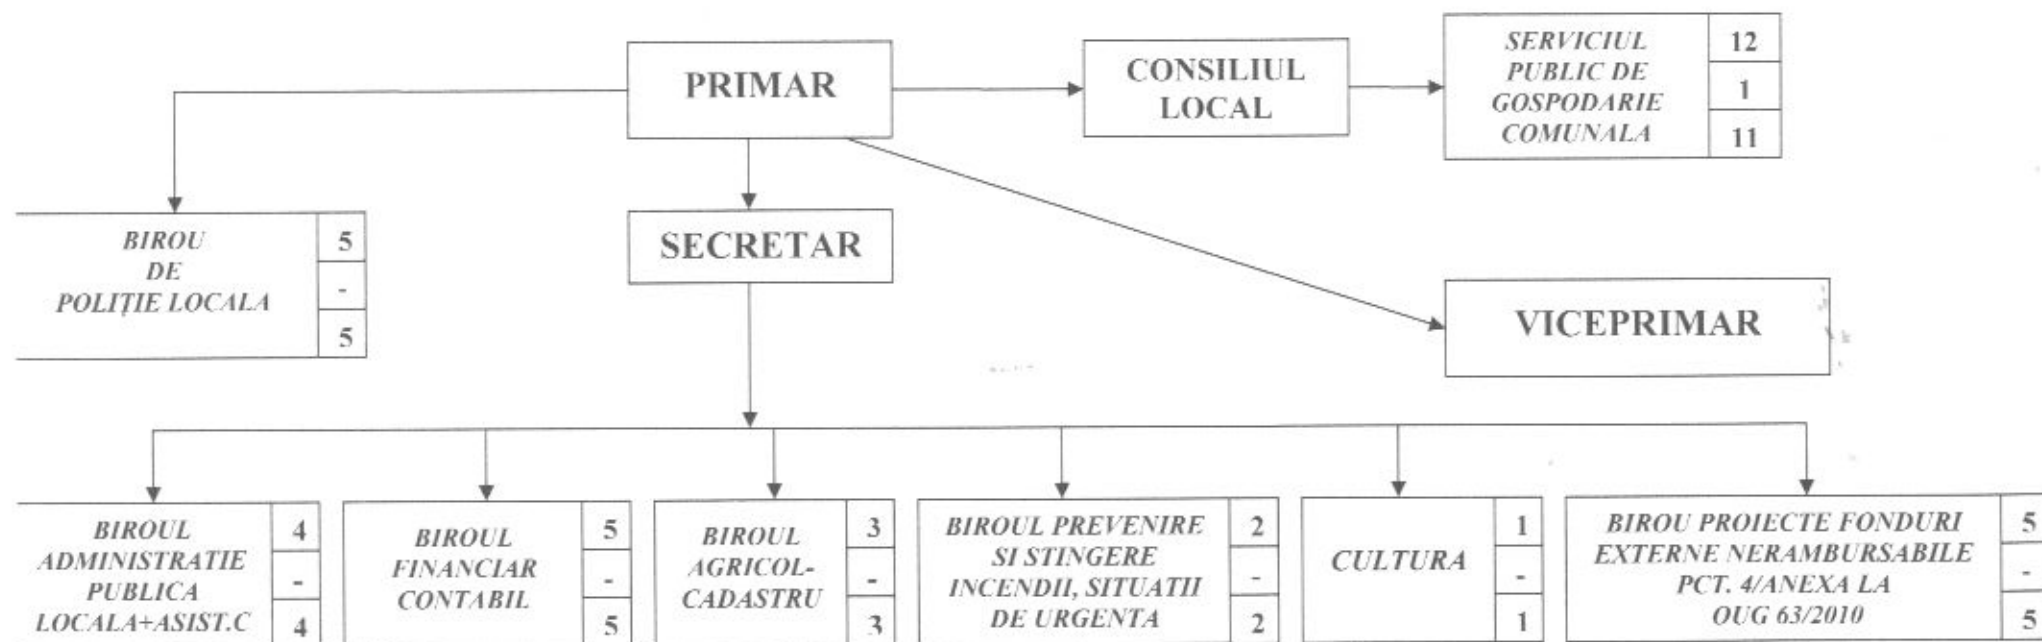 PRIMAR
CONSILIUL
LOCAL
SERVICIUL
PUBLIC DE
GOSPODARIE
COMUNALA
12
1
11
BIROU
DE
POLIȚIE LOCALA
5
-
5
SECRETAR
VICEPRIMAR
BIROUL
ADMINISTRATIE
PUBLICA
LOCALA+ASIST.C
4
-
4
BIROUL
FINANCIAR
CONTABIL
5
-
5
BIROUL
AGRICOL-
CADASTRU
3
-
3
BIROUL PREVENIRE
SI STINGERE
INCENDII, SITUATII
DE URGENTA
2
-
2
CULTURA
1
-
1
BIROU PROIECTE FONDURI
EXTERNE NERAMBURSABILE
PCT. 4/ANEXA LA
OUG 63/2010
5
-
5